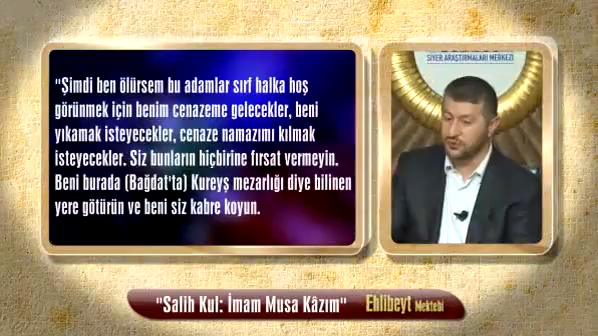 SİYER ARAŞTIRMALARI MERKEZİ
"Şimdi ben ölürsem bu adamlar sırf halka hoş
görünmek için benim cenazeme gelecekler, beni
yıkamak isteyecekler, cenaze namazımı kılmak
isteyecekler. Siz bunların hiçbirine fırsat vermeyin.
Beni burada (Bağdat'ta) Kureyş mezarlığı diye bilinen
yere götürün ve beni siz kabre koyun.
"Salih Kul: İmam Musa Kâzım" Ehlibeyt Mektebi